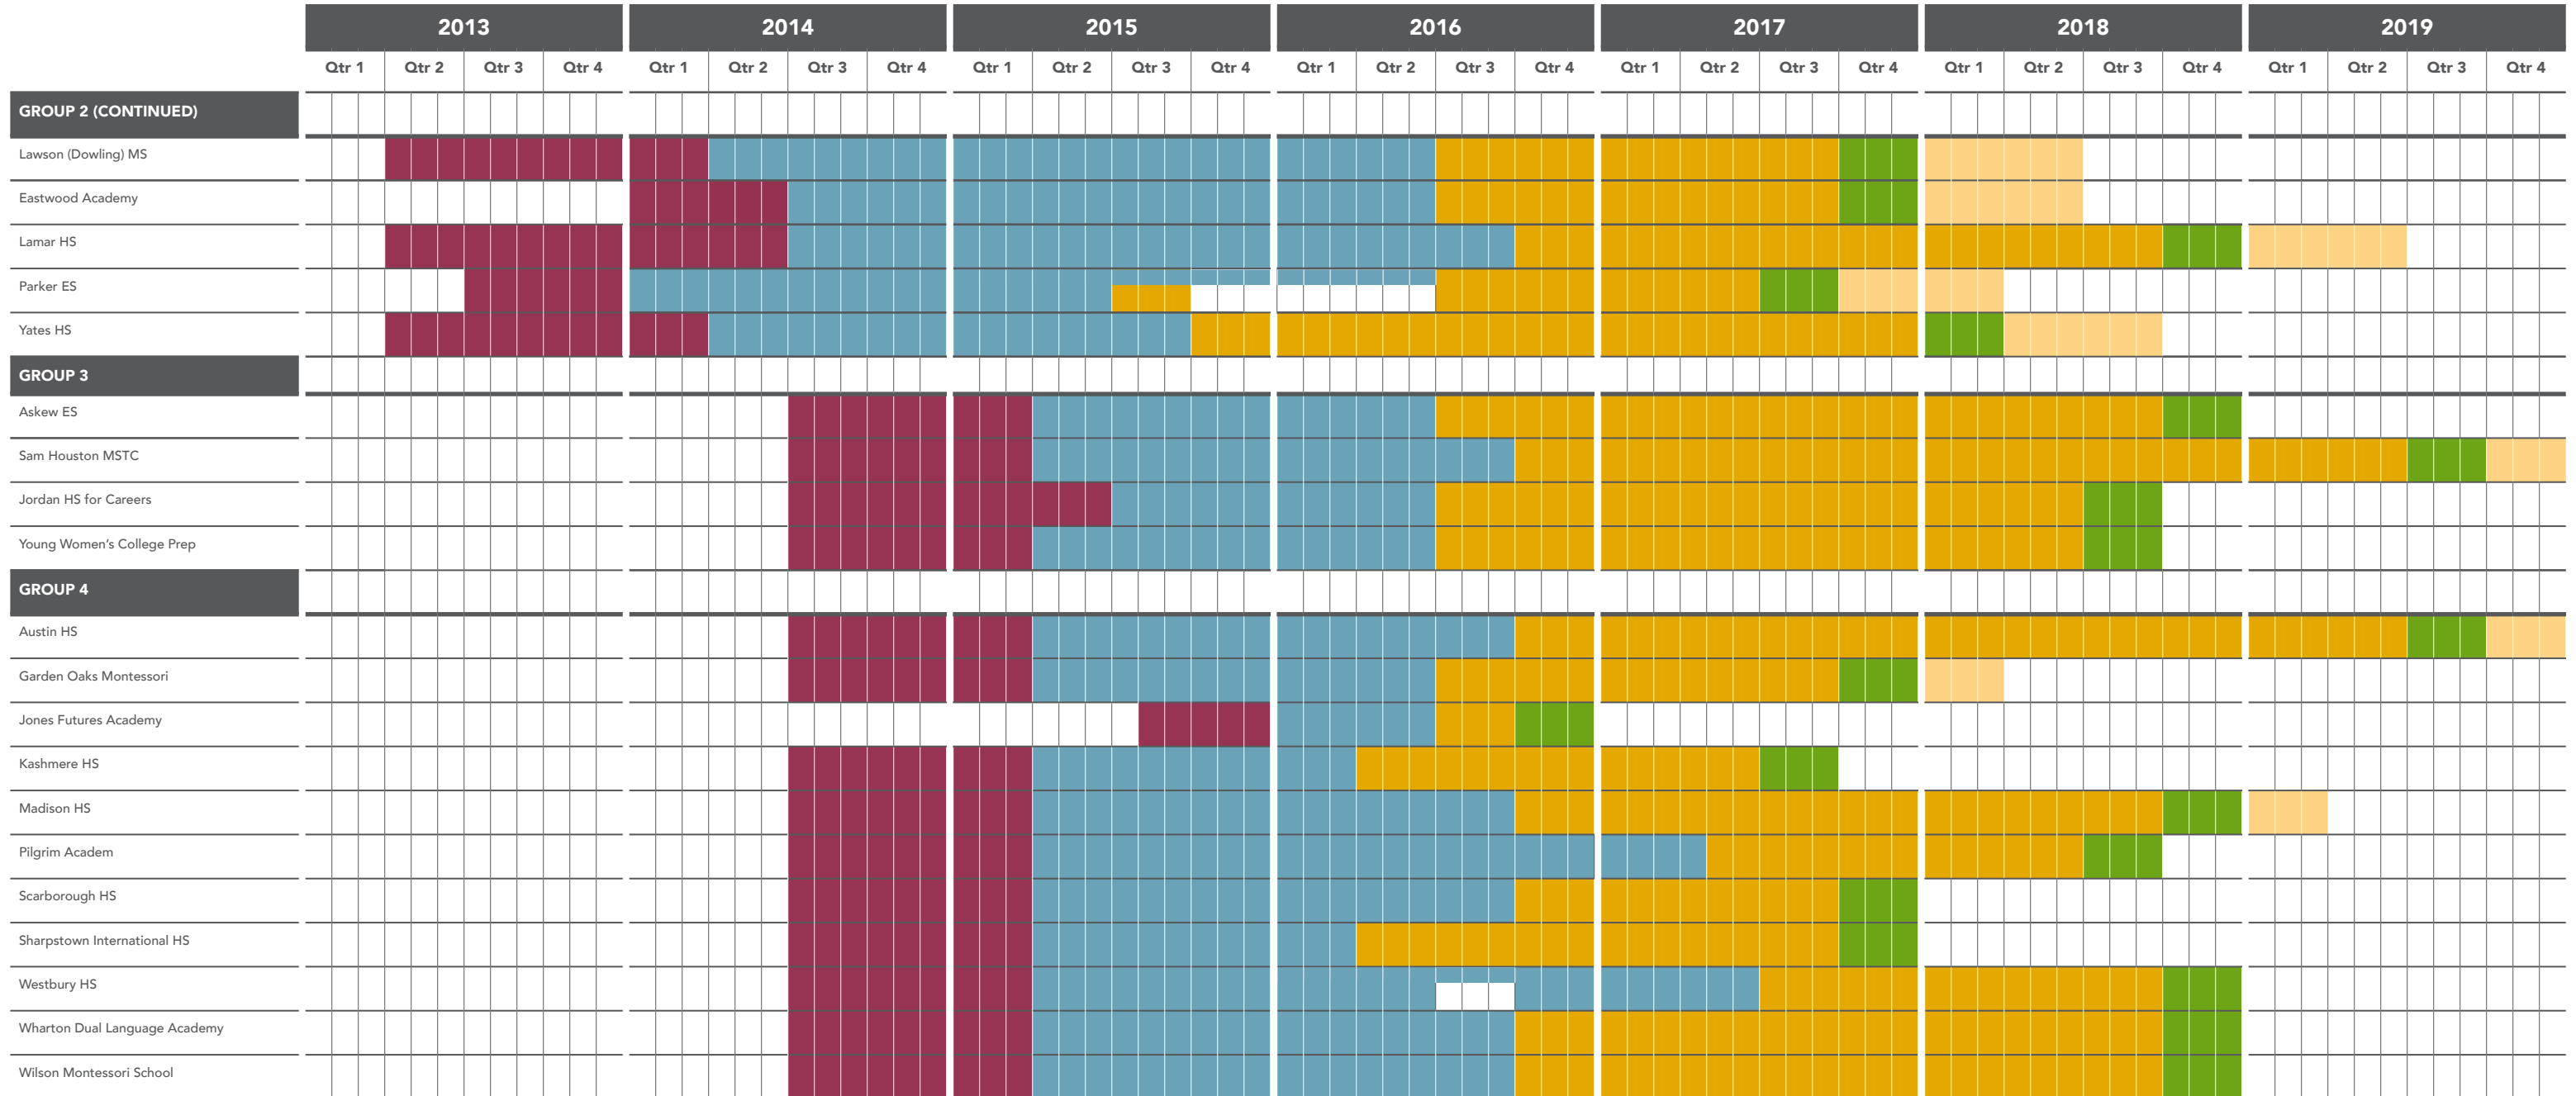 2013 2014 2015 2016 2017 2018 2019
Qtr 1 Qtr 2 Qtr 3 Qtr 4 Qtr 1 Qtr 2 Qtr 3 Qtr 4 Qtr 1 Qtr 2 Qtr 3 Qtr 4 Qtr 1 Qtr 2 Qtr 3 Qtr 4 Qtr 1 Qtr 2 Qtr 3 Qtr 4 Qtr 1 Qtr 2 Qtr 3 Qtr 4 Qtr 1 Qtr 2 Qtr 3 Qtr 4
GROUP 2 (CONTINUED)
Lawson (Dowling) MS
Eastwood Academy
Lamar HS
Parker ES
Yates HS
GROUP 3
Askew ES
Sam Houston MSTC
Jordan HS for Careers
Young Women’s College Prep
GROUP 4
Austin HS
Garden Oaks Montessori
Jones Futures Academy
Kashmere HS
Madison HS
Pilgrim Academ
Scarborough HS
Sharpstown International HS
Westbury HS
Wharton Dual Language Academy
Wilson Montessori School